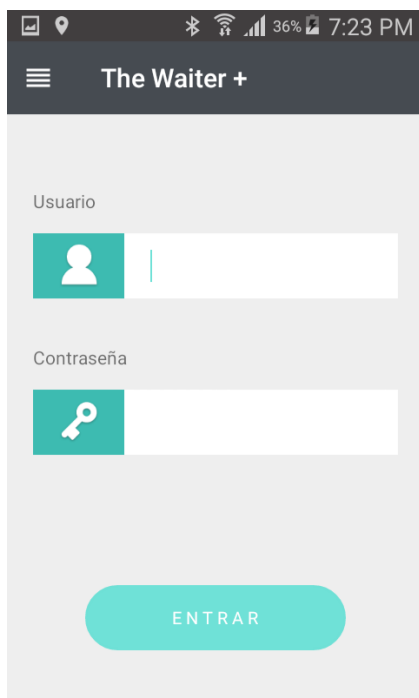 36% 7:23 PM
The Waiter +
Usuario
Contraseña
ENTRAR